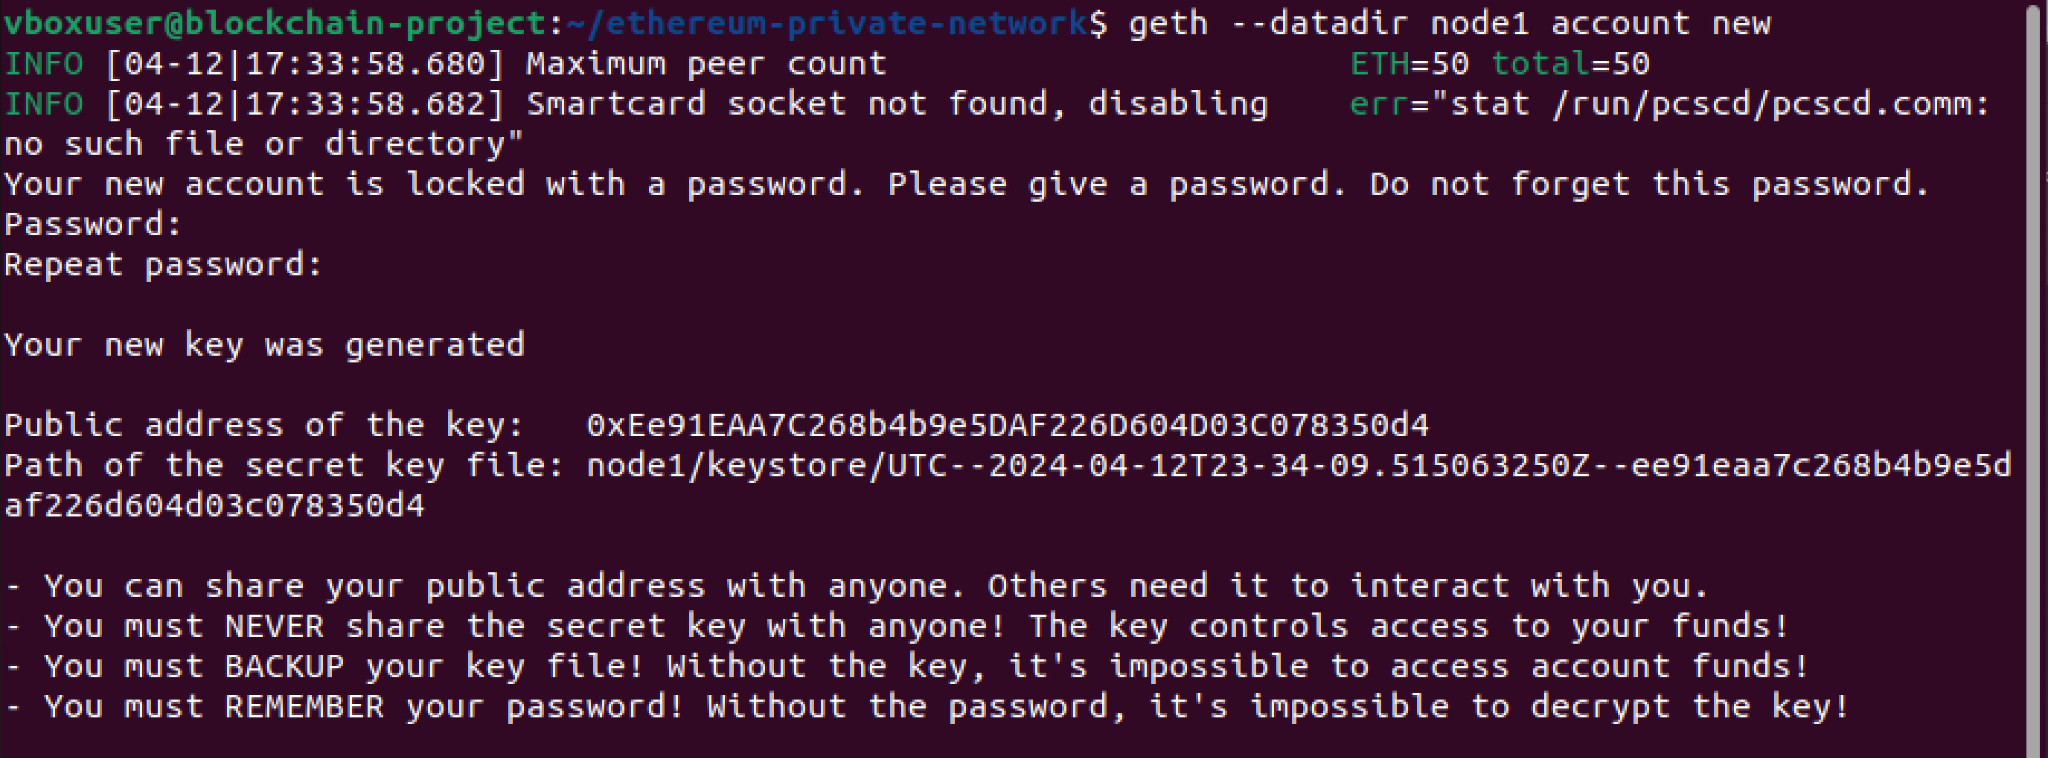 vboxuser@blockchain-project:~/ethereum-private-network$ geth --datadir node1 account new
INFO [04-12|17:33:58.680] Maximum peer count                       ETH=50 total=50
INFO [04-12|17:33:58.682] Smartcard socket not found, disabling    err="stat /run/pcscd/pcscd.comm:
no such file or directory"
Your new account is locked with a password. Please give a password. Do not forget this password.
Password:
Repeat password:

Your new key was generated

Public address of the key:   0xEe91EAA7C268b4b9e5DAF226D604D03C078350d4
Path of the secret key file: node1/keystore/UTC--2024-04-12T23-34-09.515063250Z--ee91eaa7c268b4b9e5d
af226d604d03c078350d4

- You can share your public address with anyone. Others need it to interact with you.
- You must NEVER share the secret key with anyone! The key controls access to your funds!
- You must BACKUP your key file! Without the key, it's impossible to access account funds!
- You must REMEMBER your password! Without the password, it's impossible to decrypt the key!